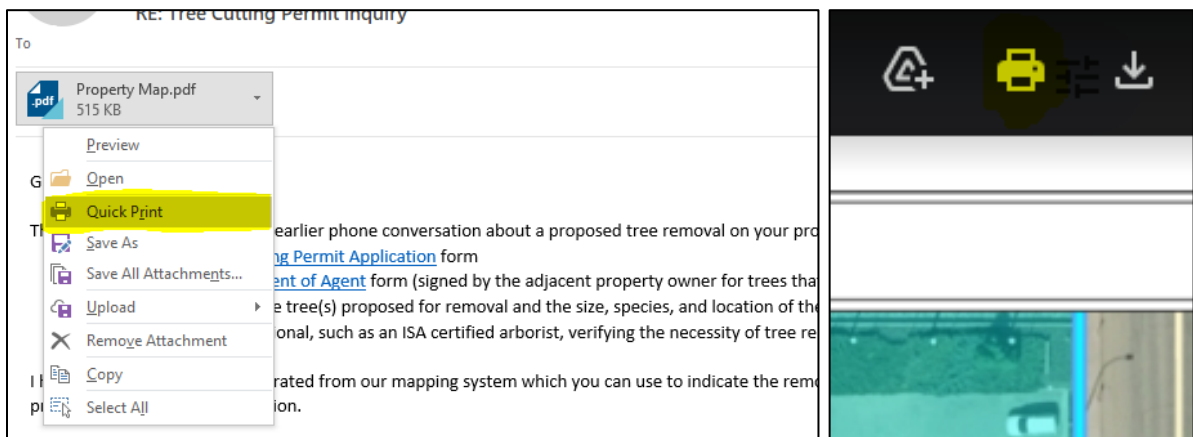 RE: Tree Cutting Permit Inquiry
To
.pdf
Property Map.pdf
515 KB
Preview
G
Open
Quick Print
Th earlier phone conversation about a proposed tree removal on your pro
Save As
ng Permit Application form
Save All Attachments...
ent of Agent form (signed by the adjacent property owner for trees tha
Upload
e tree(s) proposed for removal and the size, species, and location of the
Remove Attachment
onal, such as an ISA certified arborist, verifying the necessity of tree re
Copy
I h rated from our mapping system which you can use to indicate the remo
Select All
p ion.